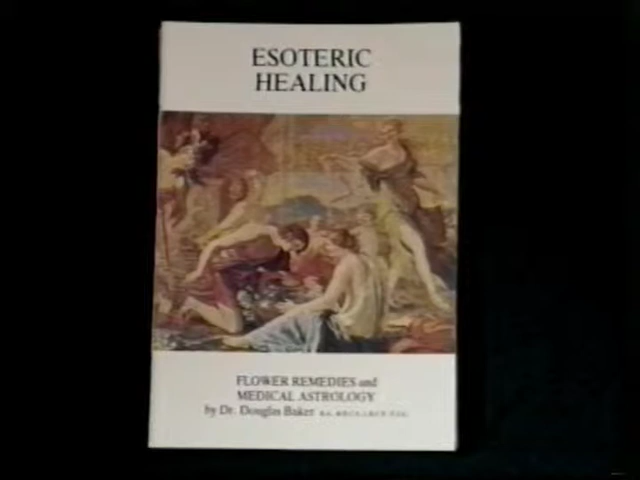 ESOTERIC
HEALING
FLOWER REMEDIES and
MEDICAL ASTROLOGY
by Dr. Douglas Baker